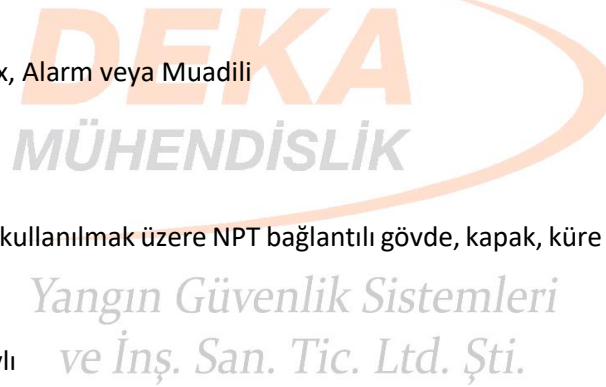 DEKA
x, Alarm veya Muadili
MÜHENDİSLİK
kullanılmak üzere NPT bağlantılı gövde, kapak, küre
Yangın Güvenlik Sistemleri
ve İnş. San. Tic. Ltd. Şti.
lı